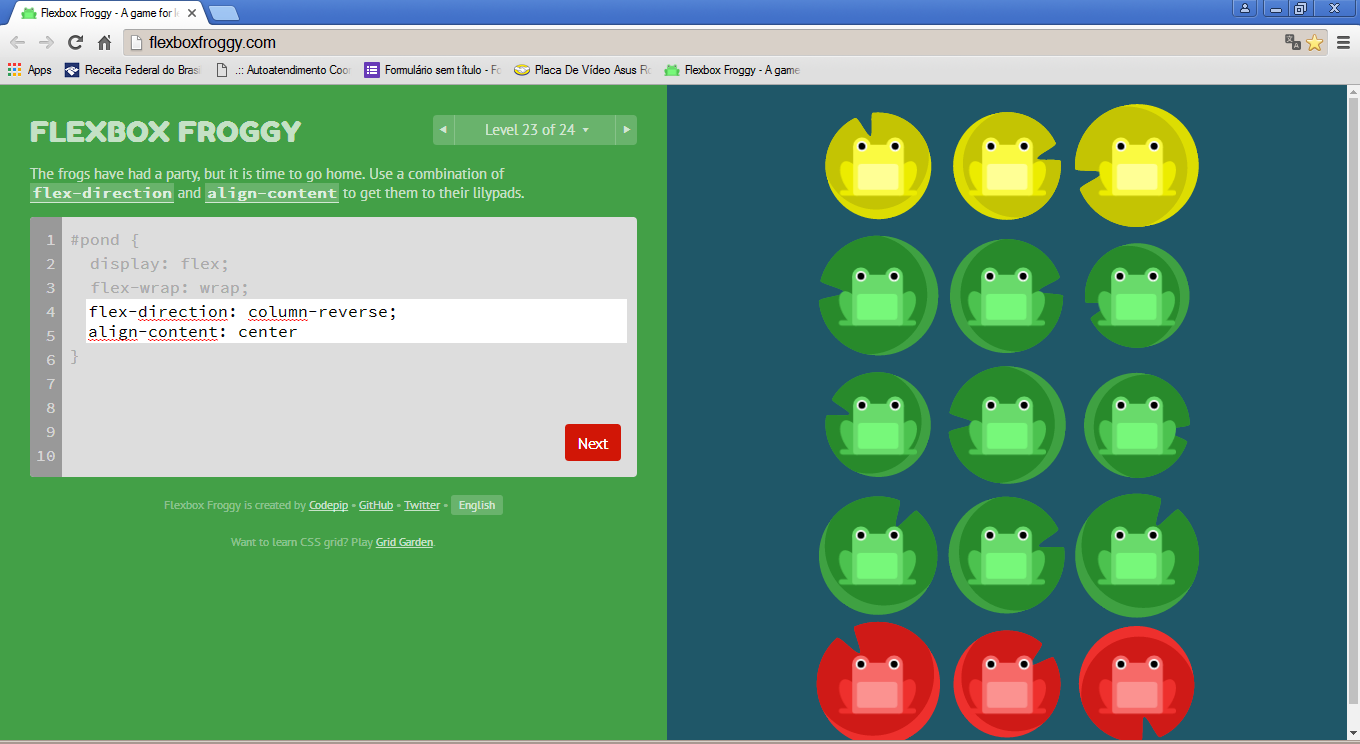 Flexbox Froggy - A game for l
flexboxfroggy.com
Apps Receita Federal do Brasi .:: Autoatendimento Coor Formulário sem título - Fo Placa De Vídeo Asus Ro Flexbox Froggy - A game
FLEXBOX FROGGY
Level 23 of 24
The frogs have had a party, but it is time to go home. Use a combination of
flex-direction and align-content to get them to their lilypads.
1 #pond {
2 display: flex;
3 flex-wrap: wrap;
4 flex-direction: column-reverse;
5 align-content: center
6 }
7
8
9
10
Next
Flexbox Froggy is created by Codepip • GitHub • Twitter • English
Want to learn CSS grid? Play Grid Garden.